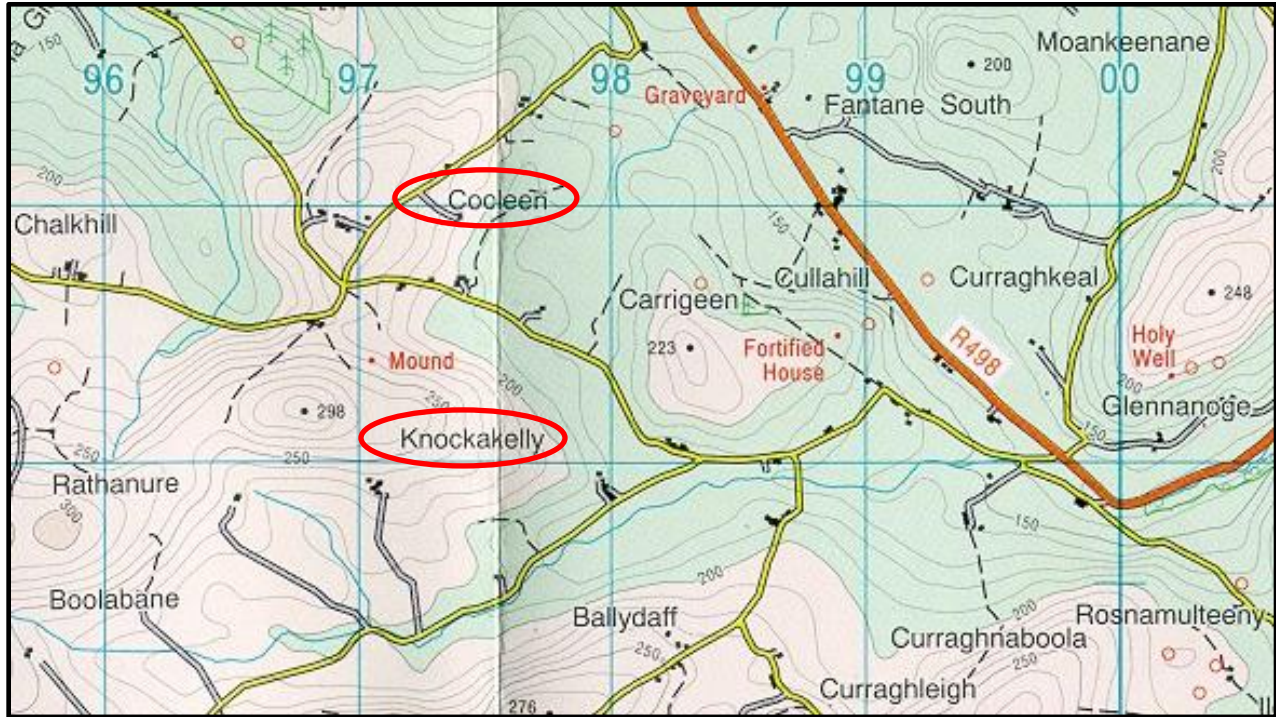 Moankeenane
150
96
97
98
99
00
200
Graveyard
Fantane South
200
200
Cocleen
150
Chalkhill
Cullahill
Curraghkeal
Carrigeen
248
223
Fortified
House
R498
Holy
Well
Mound
200
200
250
298
Glennanoge
Knockakelly
150
250
250
Rathanure
300
150
200
Boolabane
Ballydaff
200
Rosnamulteeny
Curraghnaboola
250
250
Curraghleigh
276